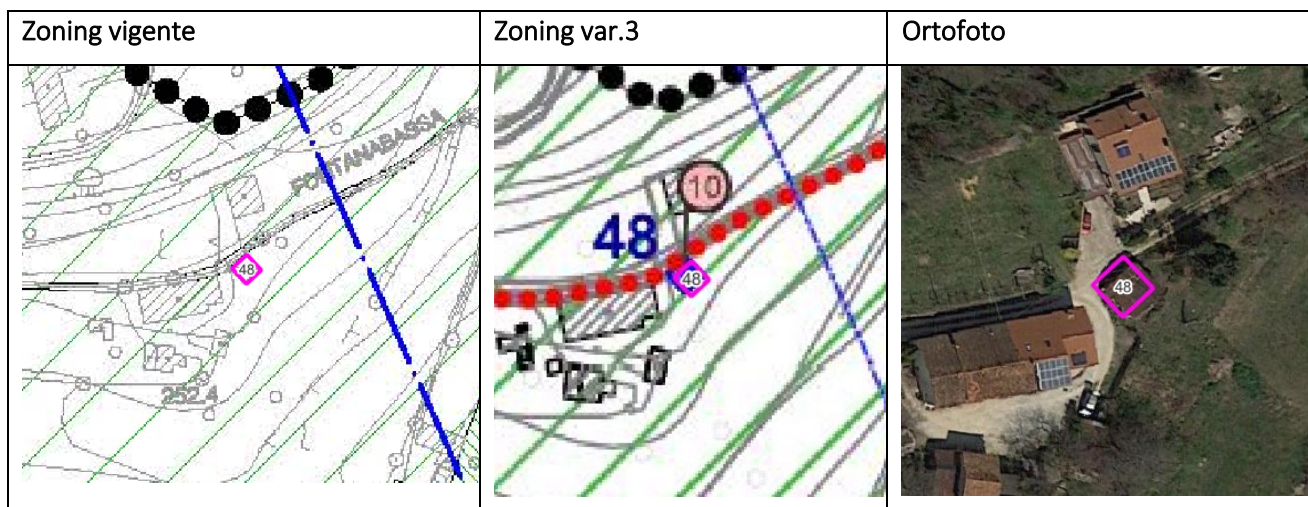 Zoning vigente
Zoning var.3
Ortofoto
FONTANABASSA
48
252.4
10
48
48
48